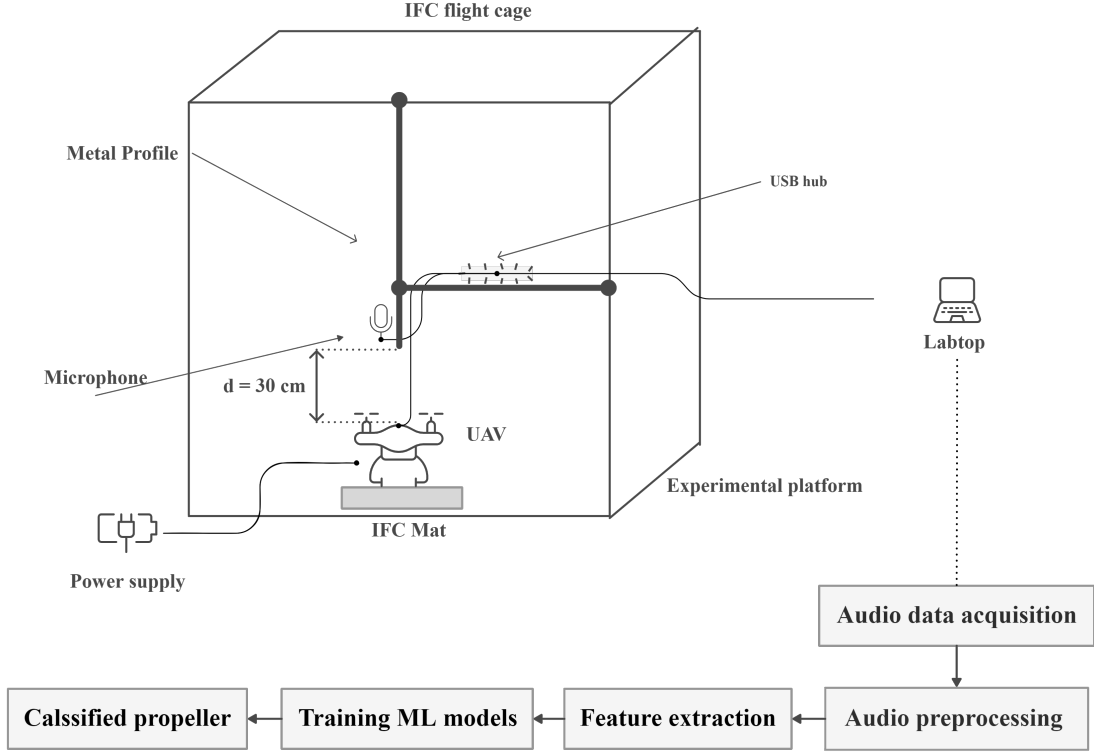 IFC flight cage
Metal Profile
USB hub
Labtop
Microphone
d = 30 cm
UAV
Experimental platform
IFC Mat
Power supply
Audio data acquisition
Calssified propeller
Training ML models
Feature extraction
Audio preprocessing